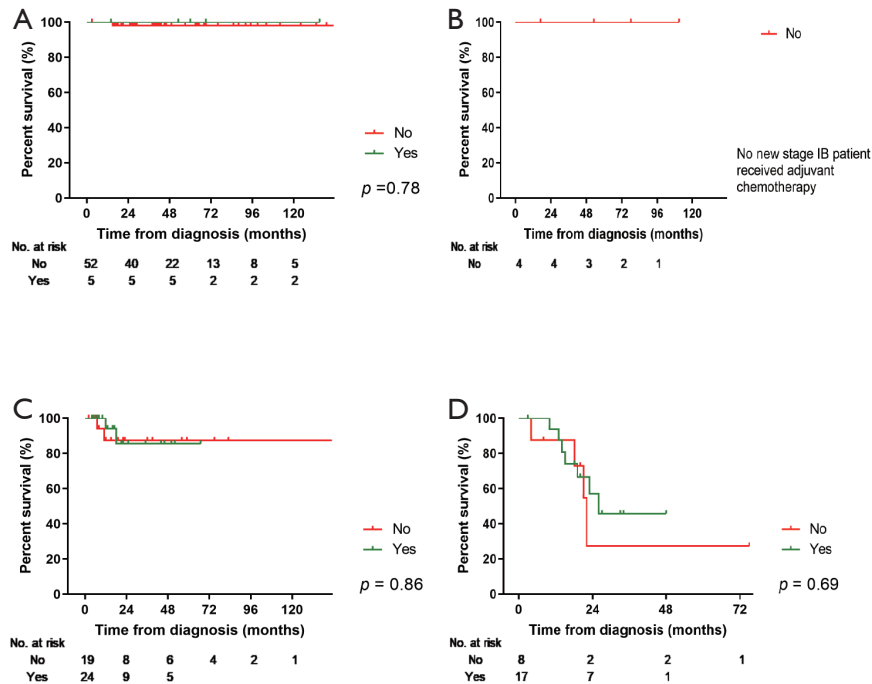 A
Percent survival (%)
100
80
60
40
20
0
0 24 48 72 96 120
Time from diagnosis (months)
No
Yes
p =0.78
No. at risk
No 52 40 22 13 8 5
Yes 5 5 5 2 2 2
B
Percent survival (%)
100
80
60
40
20
0
0 24 48 72 96 120
Time from diagnosis (months)
No
No new stage IB patient
received adjuvant
chemotherapy
No. at risk
No 4 4 3 2 1
C
Percent survival (%)
100
80
60
40
20
0
0 24 48 72 96 120
Time from diagnosis (months)
No
Yes
p = 0.86
No. at risk
No 19 8 6 4 2 1
Yes 24 9 5
D
Percent survival (%)
100
80
60
40
20
0
0 24 48 72
Time from diagnosis (months)
No
Yes
p = 0.69
No. at risk
No 8 2 2 1
Yes 17 7 1